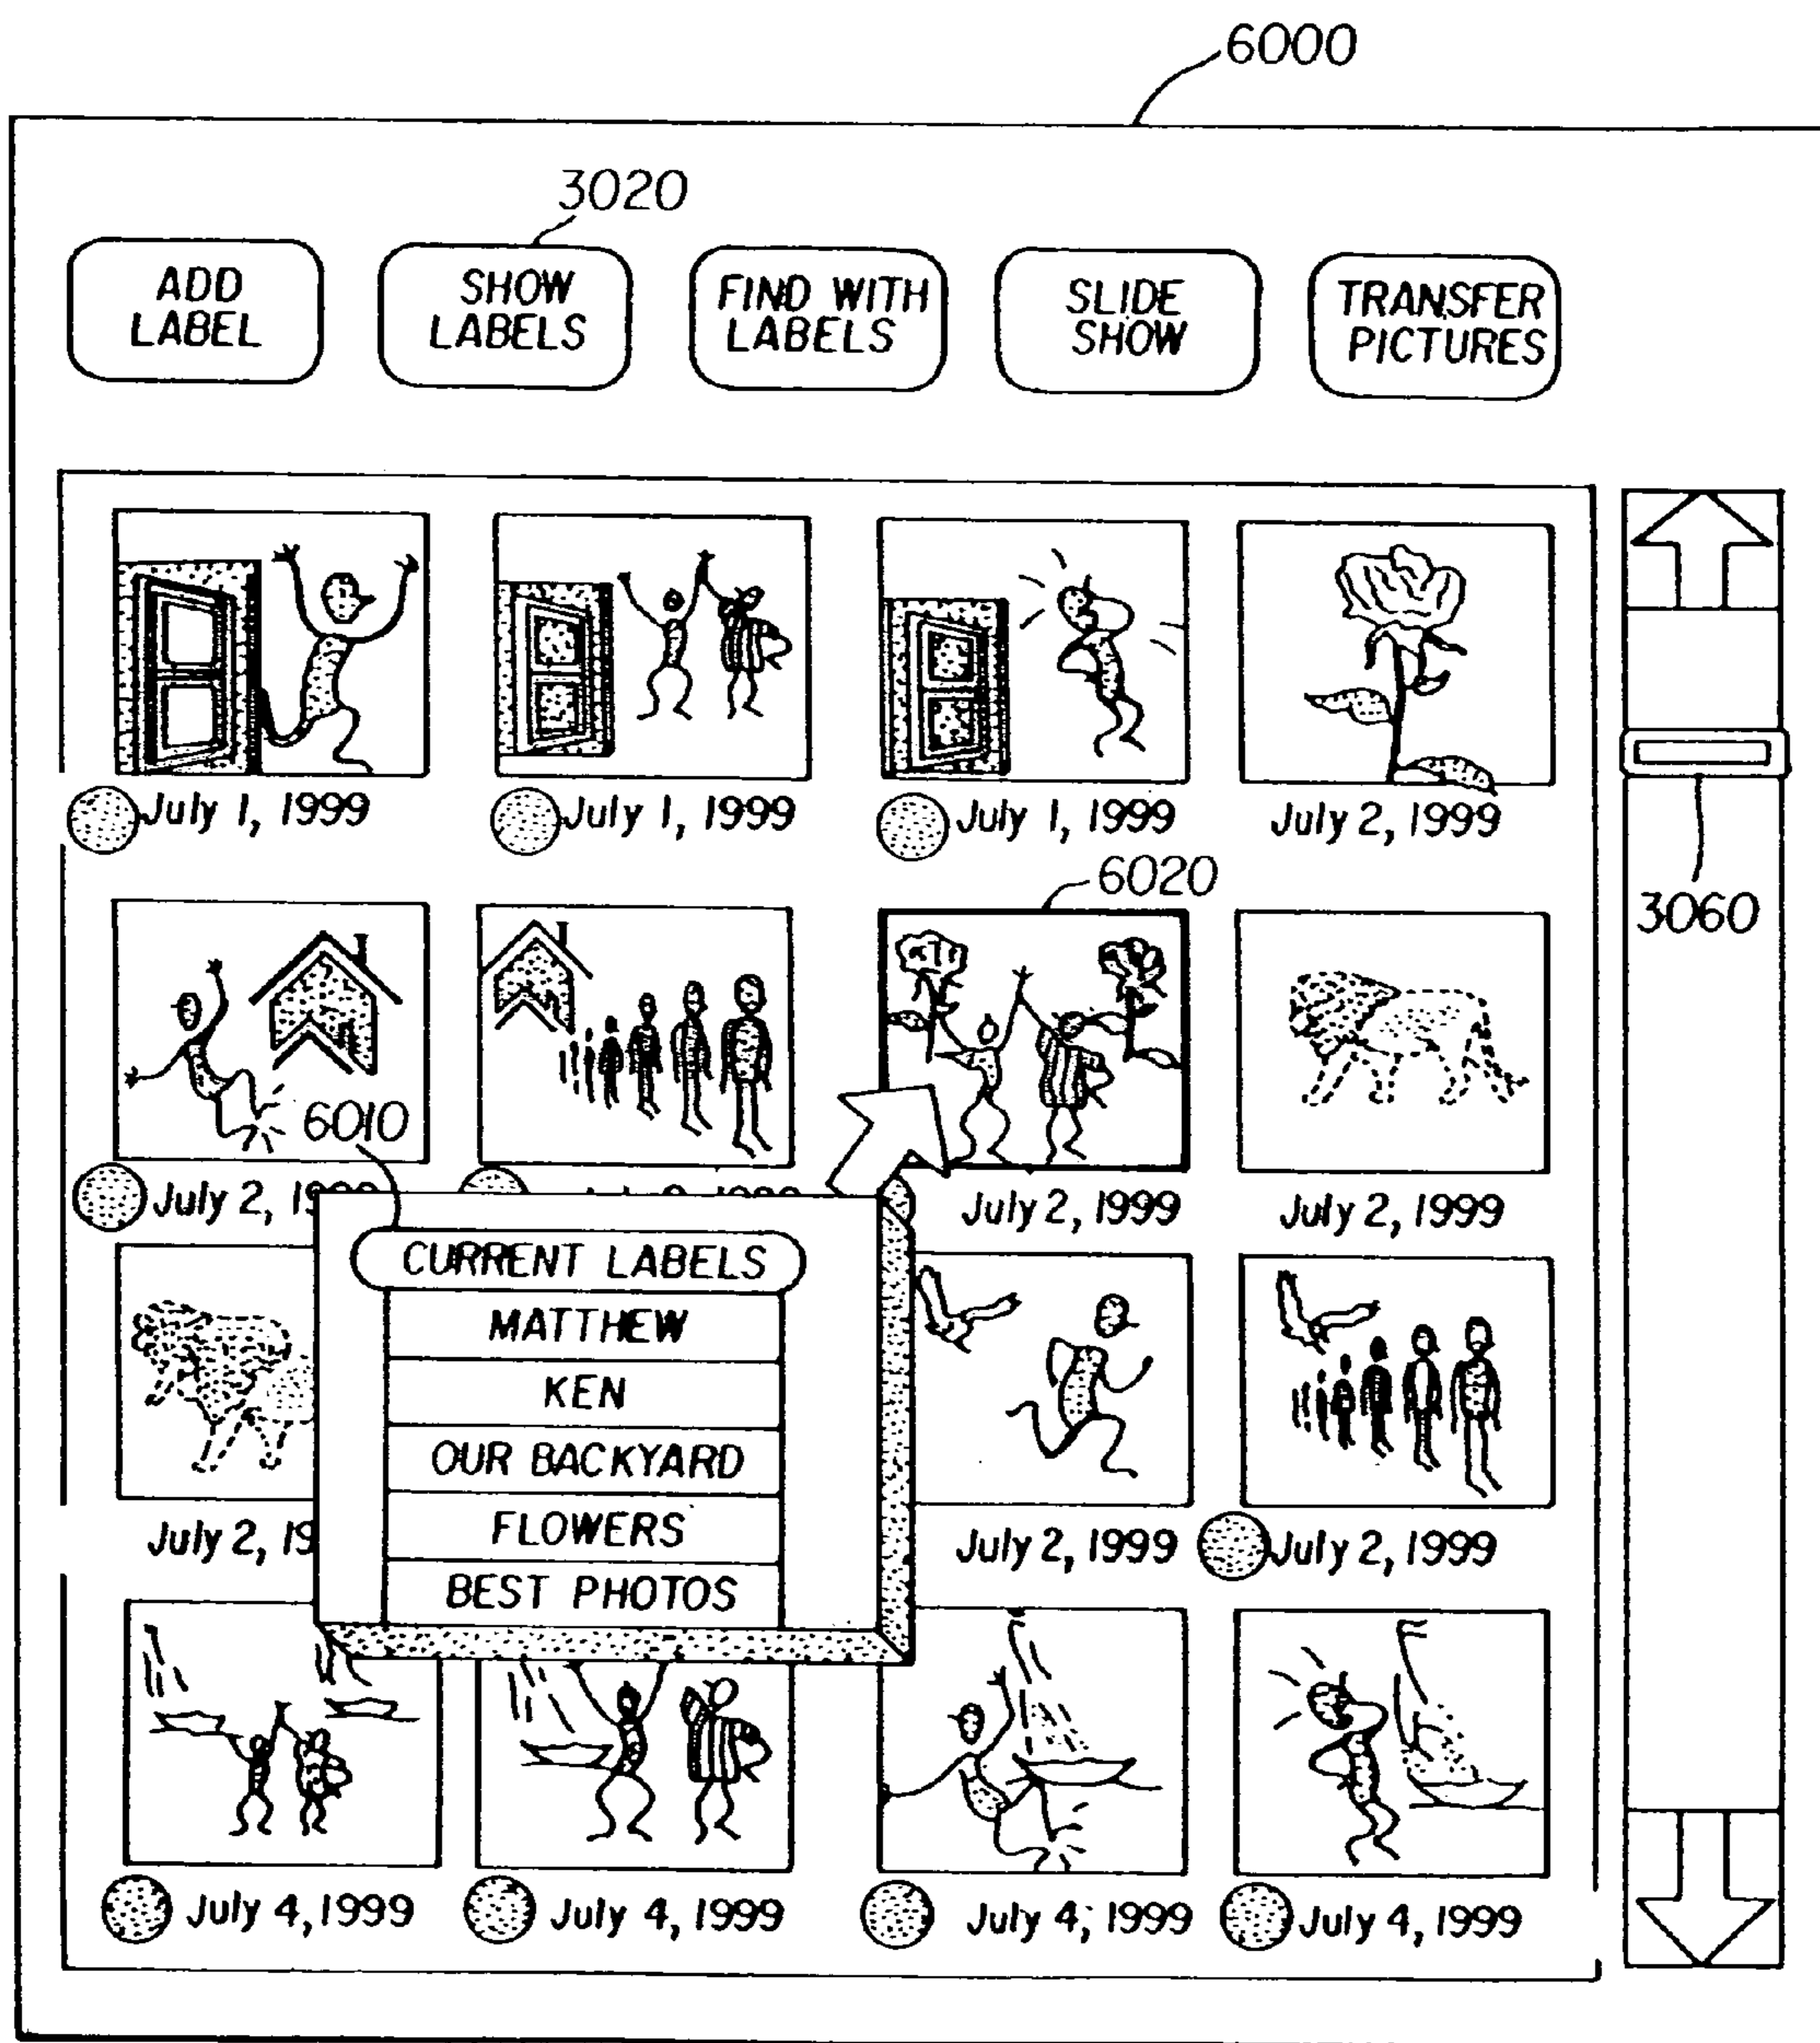 6000
3020
ADD
LABEL
SHOW
LABELS
FIND WITH
LABELS
SLIDE
SHOW
TRANSFER
PICTURES
July 1, 1999
July 1, 1999
July 1, 1999
July 2, 1999
6020
3060
6010
July 2, 19
July 2, 1999
July 2, 1999
CURRENT LABELS
MATTHEW
KEN
OUR BACKYARD
FLOWERS
BEST PHOTOS
July 2, 19
July 2, 1999
July 2, 1999
July 4, 1999
July 4, 1999
July 4, 1999
July 4, 1999